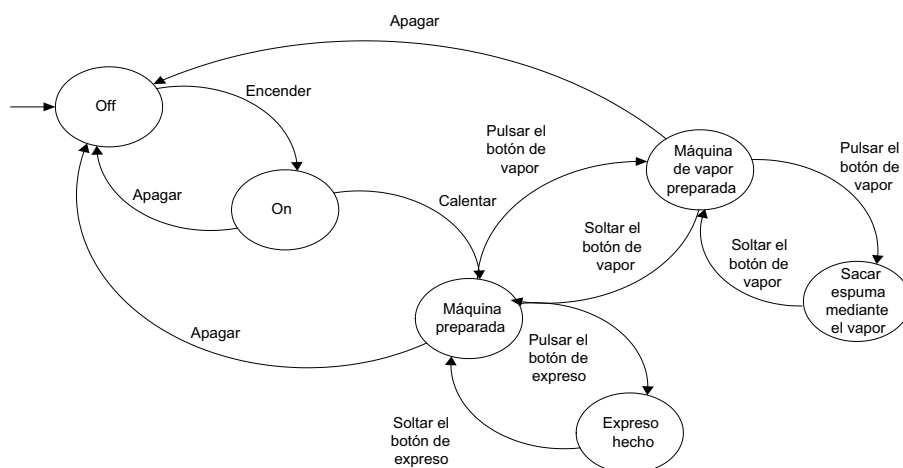 Apagar
Off
Encender
Pulsar el
botón de
vapor
Máquina
de vapor
preparada
Pulsar el
botón de
vapor
Apagar
On
Calentar
Soltar el
botón de
vapor
Soltar el
botón de
vapor
Sacar
espuma
mediante
el vapor
Máquina
preparada
Apagar
Pulsar el
botón de
expreso
Soltar el
botón de
expreso
Expreso
hecho